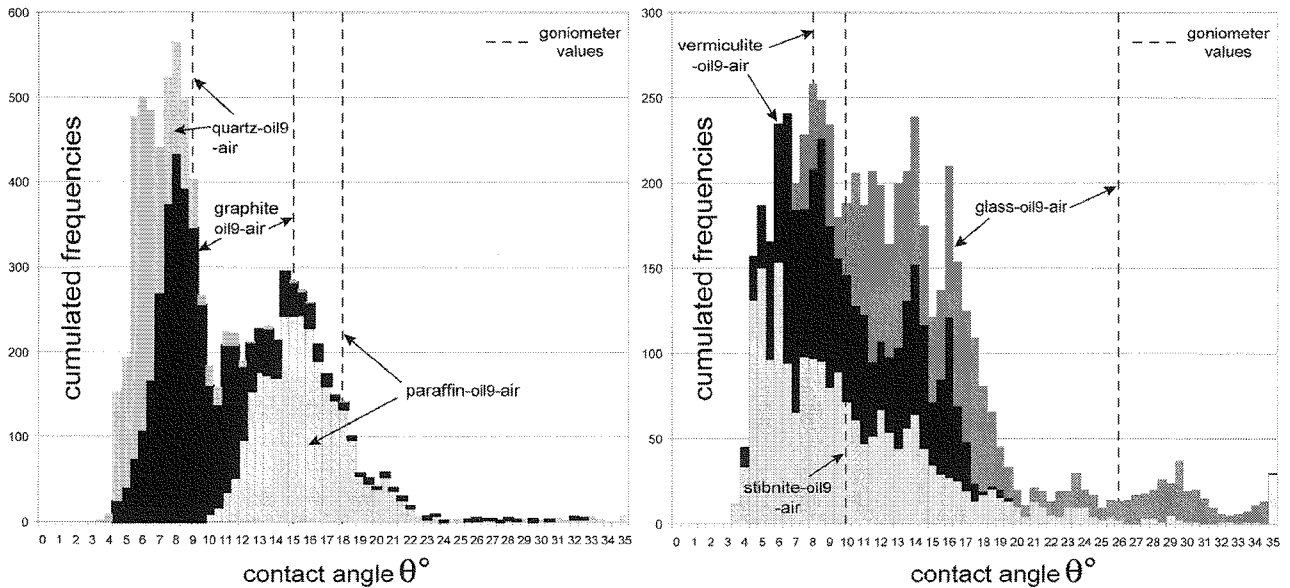 600
500
400
300
200
100
0
cumulated frequencies
goniometer
values
quartz-oil9
-air
graphite
oil9-air
paraffin-oil9-air
0 1 2 3 4 5 6 7 8 9 10 11 12 13 14 15 16 17 18 19 20 21 22 23 24 26 27 28 29 30 31 32 33 35
contact angle θ°
300
250
200
150
100
50
0
cumulated frequencies
vermiculite
-oil9-air
goniometer
values
glass-oil9-air
stibnite-oil9
-air
0 1 2 3 4 5 6 7 8 9 10 11 12 13 14 15 16 17 18 19 20 21 22 23 24 26 27 28 29 30 31 32 33 35
contact angle θ°